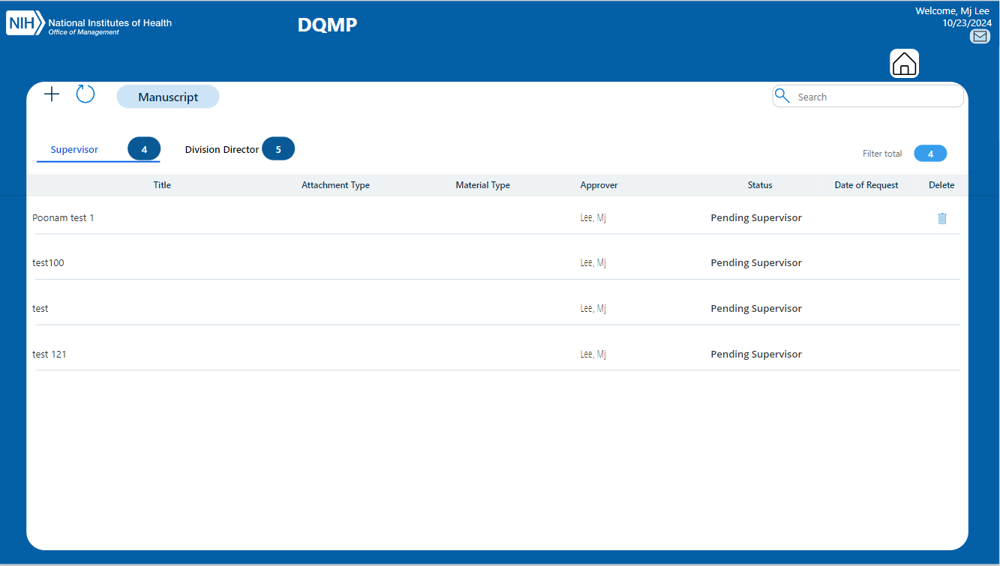 NIH National Institutes of Health
Office of Management
DQMP
Welcome, Mj Lee
10/23/2024
Manuscript
Search
Supervisor 4 Division Director 5
Filter total 4
Title Attachment Type Material Type Approver Status Date of Request Delete
Poonam test 1 Lee, Mj Pending Supervisor
test100 Lee, Mj Pending Supervisor
test Lee, Mj Pending Supervisor
test 121 Lee, Mj Pending Supervisor